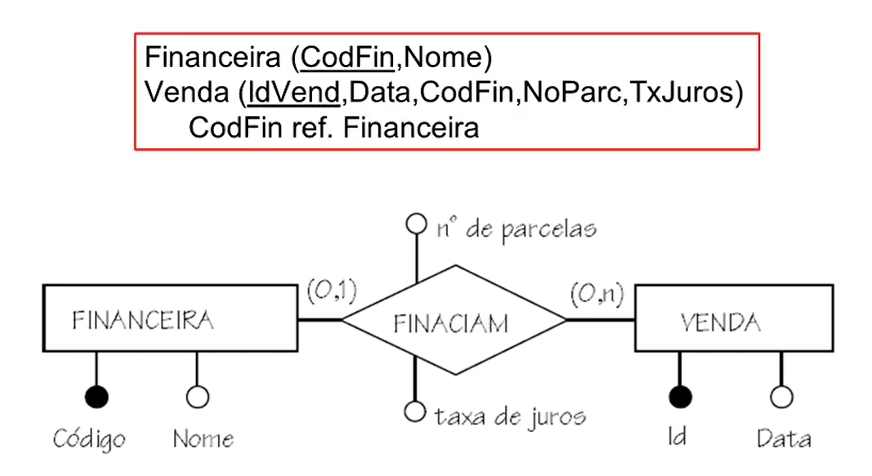 Financeira (CodFin,Nome)
Venda (IdVend,Data,CodFin,NoParc,TxJuros)
CodFin ref. Financeira
n° de parcelas
(0,1)
(0,n)
FINANCEIRA
FINACIAM
VENDA
taxa de juros
Código
Nome
Id
Data